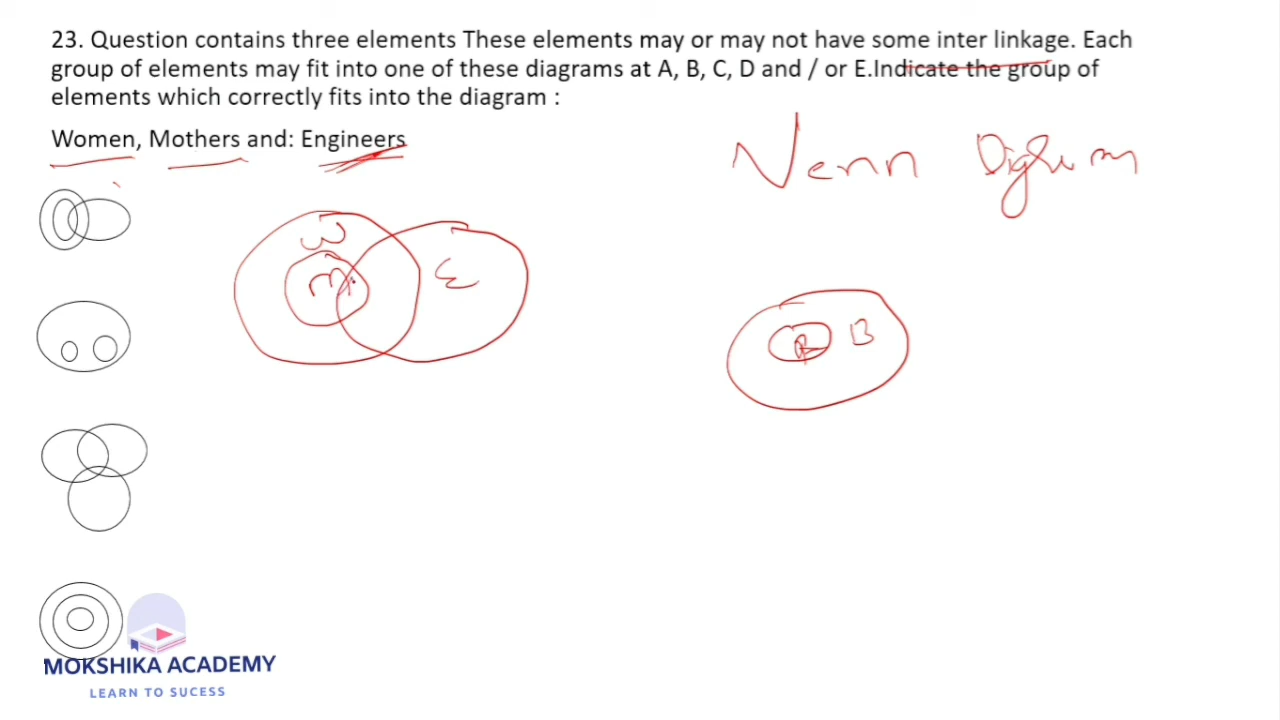 23. Question contains three elements These elements may or may not have some inter linkage. Each
group of elements may fit into one of these diagrams at A, B, C, D and / or E.Indicate the group of
elements which correctly fits into the diagram :
Women, Mothers and: Engineers
Venn
W
M
E
B
MOKSHIKA ACADEMY
LEARN TO SUCESS